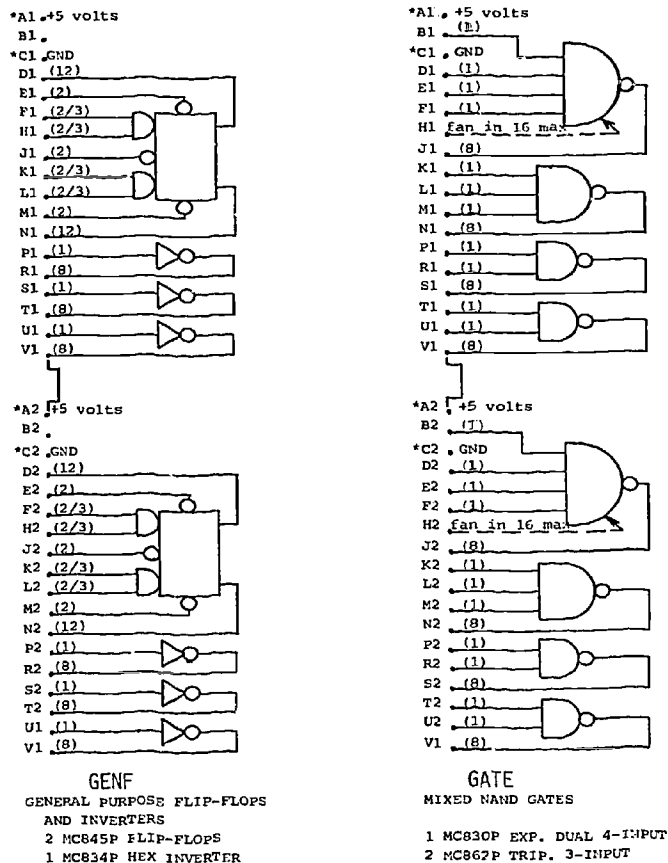 *A1 +5 volts
B1
*C1 GND
D1 (12)
E1 (2)
F1 (2/3)
H1 (2/3)
J1 (2)
K1 (2/3)
L1 (2/3)
M1 (2)
N1 (12)
P1 (1)
R1 (8)
S1 (1)
T1 (8)
U1 (1)
V1 (8)
*A2 +5 volts
B2
*C2 GND
D2 (12)
E2 (2)
F2 (2/3)
H2 (2/3)
J2 (2)
K2 (2/3)
L2 (2/3)
M2 (2)
N2 (12)
P2 (1)
R2 (8)
S2 (1)
T2 (8)
U1 (1)
V1 (8)
GENF
GENERAL PURPOSE FLIP-FLOPS
AND INVERTERS
2 MC845P FLIP-FLOPS
1 MC834P HEX INVERTER
*A1 +5 volts
B1
*C1 GND
D1 (1)
E1 (1)
F1 (1)
H1 fan in 16 max
J1 (8)
K1 (1)
L1 (1)
M1 (1)
N1 (8)
P1 (1)
R1 (1)
S1 (8)
T1 (1)
U1 (1)
V1 (8)
*A2 +5 volts
B2
*C2 GND
D2 (1)
E2 (1)
F2 (1)
H2 fan in 16 max
J2 (8)
K2 (1)
L2 (1)
M2 (1)
N2 (8)
P2 (1)
R2 (1)
S2 (8)
T2 (1)
U2 (1)
V1 (8)
GATE
MIXED NAND GATES
1 MC830P EXP. DUAL 4-INPUT
2 MC862P TRIP. 3-INPUT